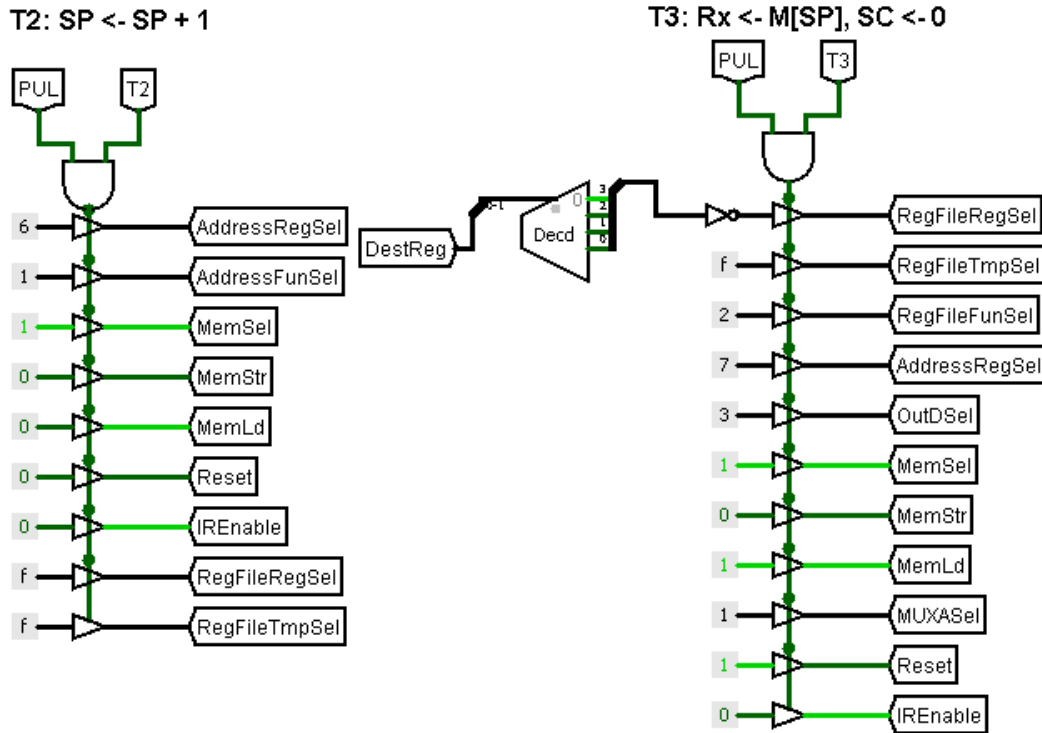 T2: SP <- SP + 1
T3: Rx <- M[SP], SC <- 0
PUL T2
PUL T3
6 AddressRegSel
1 AddressFunSel
1 MemSel
0 MemStr
0 MemLd
0 Reset
0 IREnable
f RegFileRegSel
f RegFileTmpSel
DestReg
0-1
Decd
0
3
2
1
0
RegFileRegSel
f RegFileTmpSel
2 RegFileFunSel
7 AddressRegSel
3 OutDSel
1 MemSel
0 MemStr
1 MemLd
1 MUXASel
1 Reset
0 IREnable